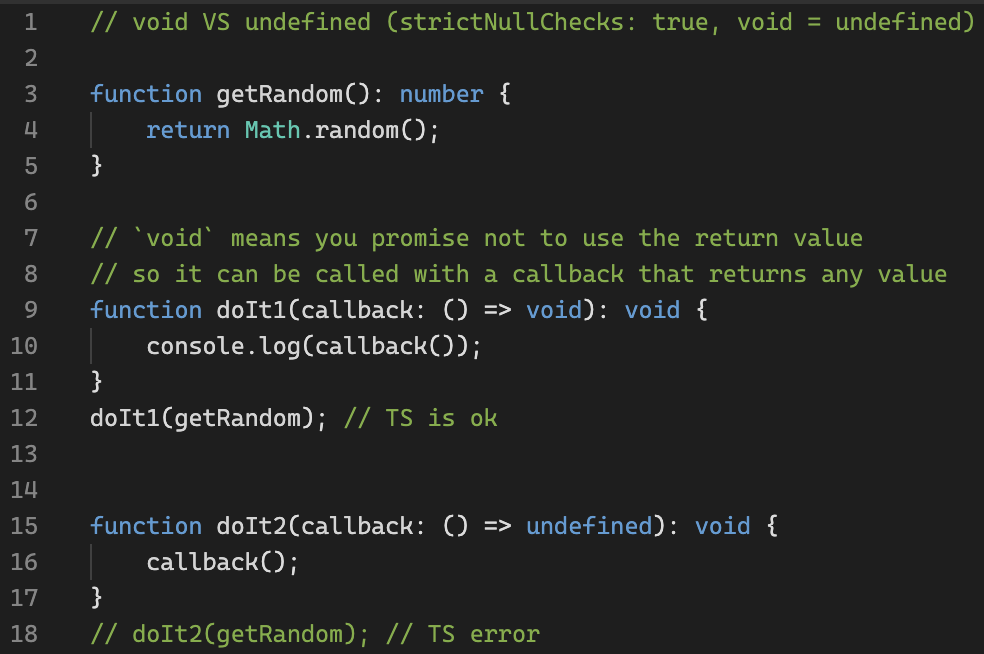 1 // void VS undefined (strictNullChecks: true, void = undefined)
2
3 function getRandom(): number {
4     return Math.random();
5 }
6
7 // `void` means you promise not to use the return value
8 // so it can be called with a callback that returns any value
9 function doIt1(callback: () => void): void {
10     console.log(callback());
11 }
12 doIt1(getRandom); // TS is ok
13
14
15 function doIt2(callback: () => undefined): void {
16     callback();
17 }
18 // doIt2(getRandom); // TS error